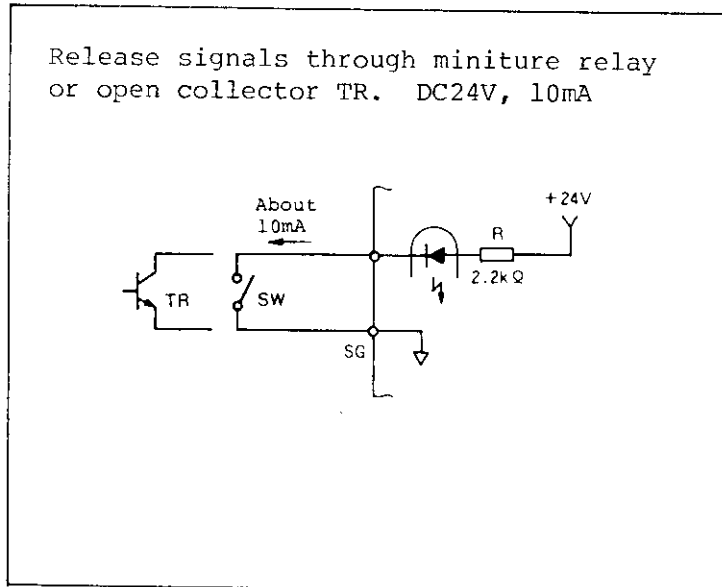 Release signals through miniture relay
or open collector TR.  DC24V, 10mA
About
10mA
+24V
R
2.2kΩ
TR
SW
SG